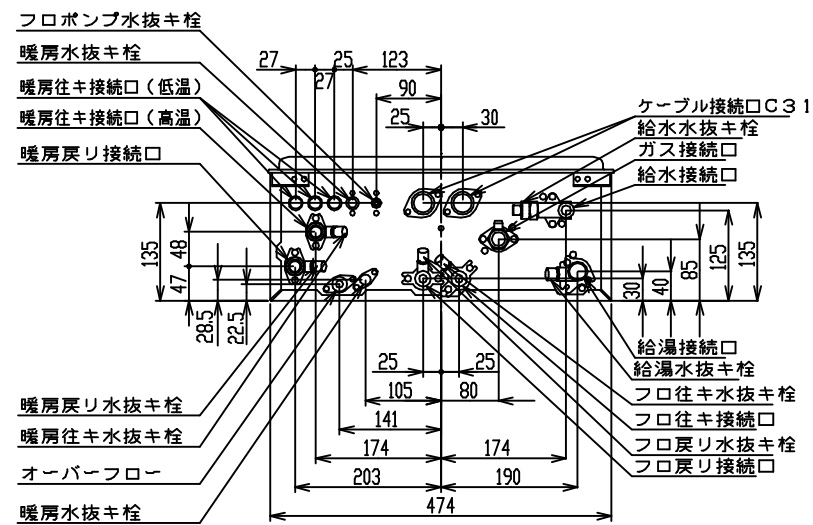 フロポンプ水抜キ栓
暖房水抜キ栓
暖房往キ接続口（低温）
暖房往キ接続口（高温）
暖房戻リ接続口
27
27
25
123
90
25
30
ケーブル接続口C31
給水水抜キ栓
ガス接続口
給水接続口
135
48
47
28.5
22.5
30
40
85
125
135
25
25
105
80
141
174
174
203
190
474
給湯接続口
給湯水抜キ栓
フロ往キ水抜キ栓
フロ往キ接続口
フロ戻リ水抜キ栓
フロ戻リ接続口
暖房戻リ水抜キ栓
暖房往キ水抜キ栓
オーバーフロー
暖房水抜キ栓